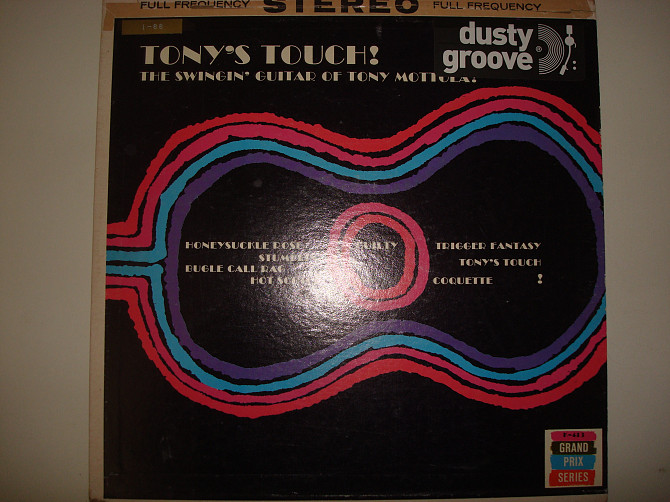 FULL FREQUENCY STEREO FULL FREQUENCY
dusty groove
TONY'S TOUCH!
THE SWINGIN' GUITAR OF TONY MOTTOLA!
HONEYSUCKLE ROSE GUILTY TRIGGER FANTASY
TONY'S TOUCH
BUGLE CALL RAG
HOT
COQUETTE !
GRAND
PRIX
SERIES